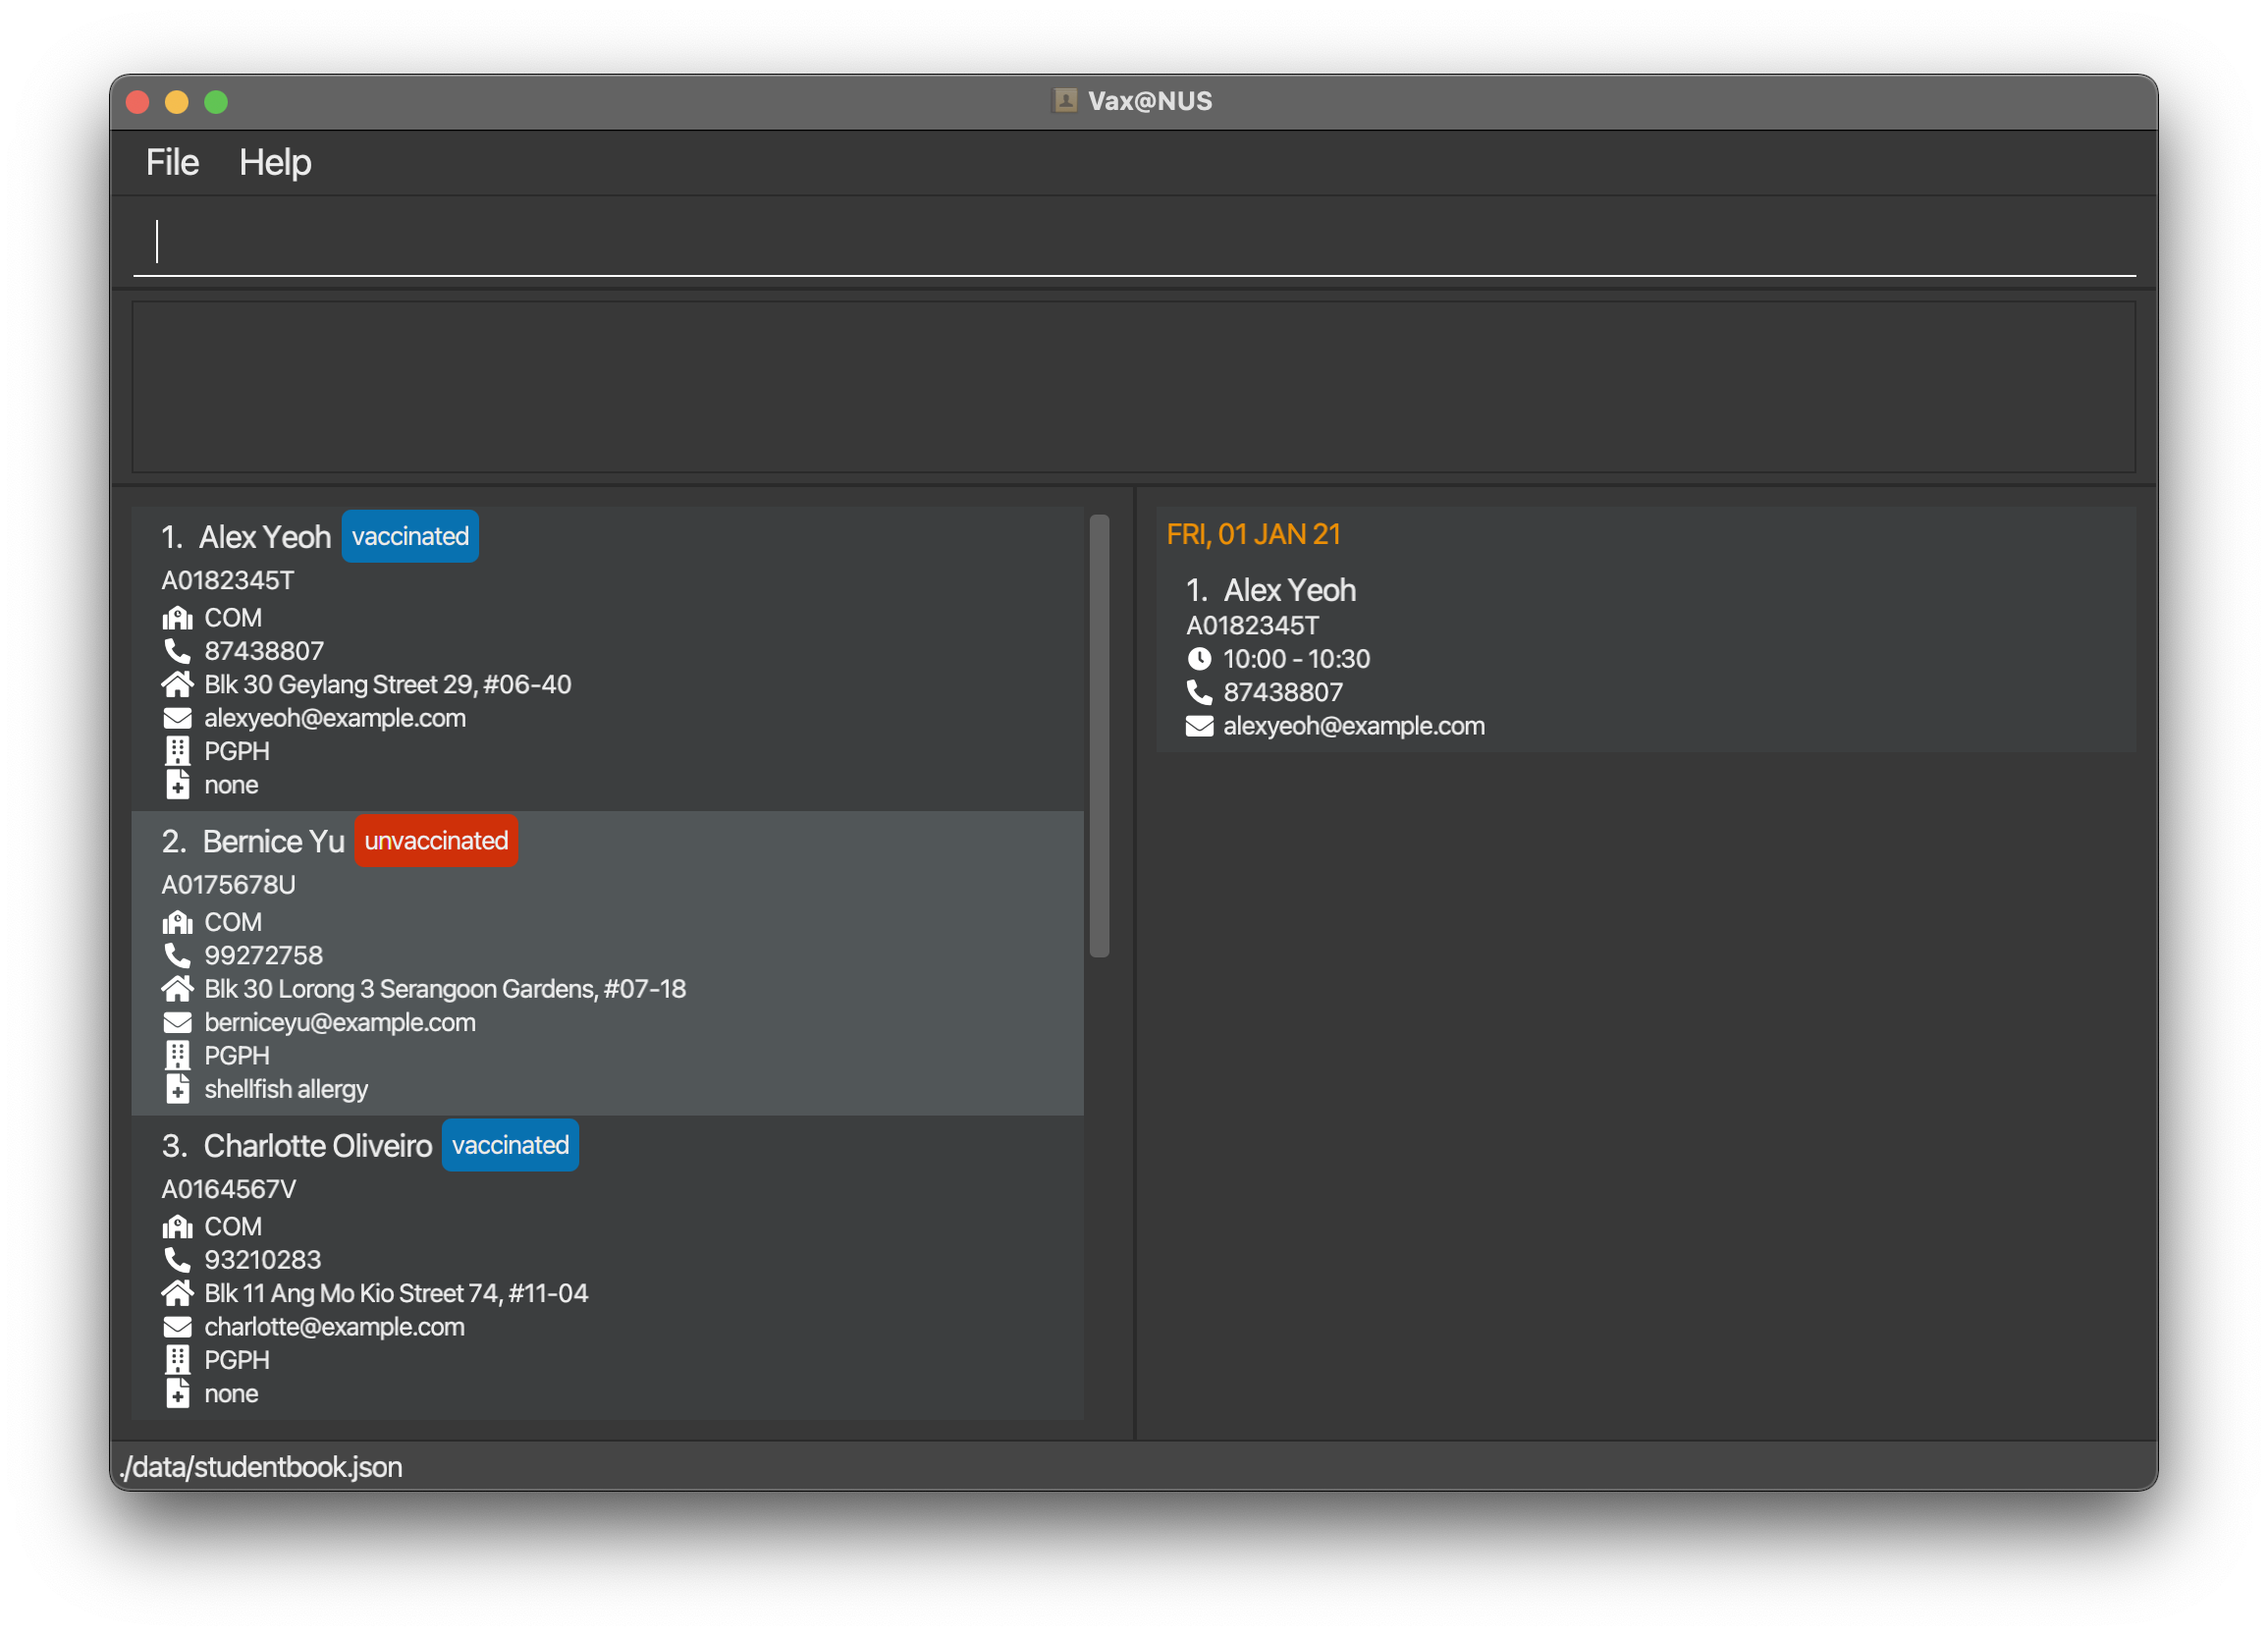 Vax@NUS
File Help
1. Alex Yeoh vaccinated
A0182345T
COM
87438807
Blk 30 Geylang Street 29, #06-40
alexyeoh@example.com
PGPH
none
2. Bernice Yu unvaccinated
A0175678U
COM
99272758
Blk 30 Lorong 3 Serangoon Gardens, #07-18
berniceyu@example.com
PGPH
shellfish allergy
3. Charlotte Oliveiro vaccinated
A0164567V
COM
93210283
Blk 11 Ang Mo Kio Street 74, #11-04
charlotte@example.com
PGPH
none
FRI, 01 JAN 21
1. Alex Yeoh
A0182345T
10:00 - 10:30
87438807
alexyeoh@example.com
./data/studentbook.json